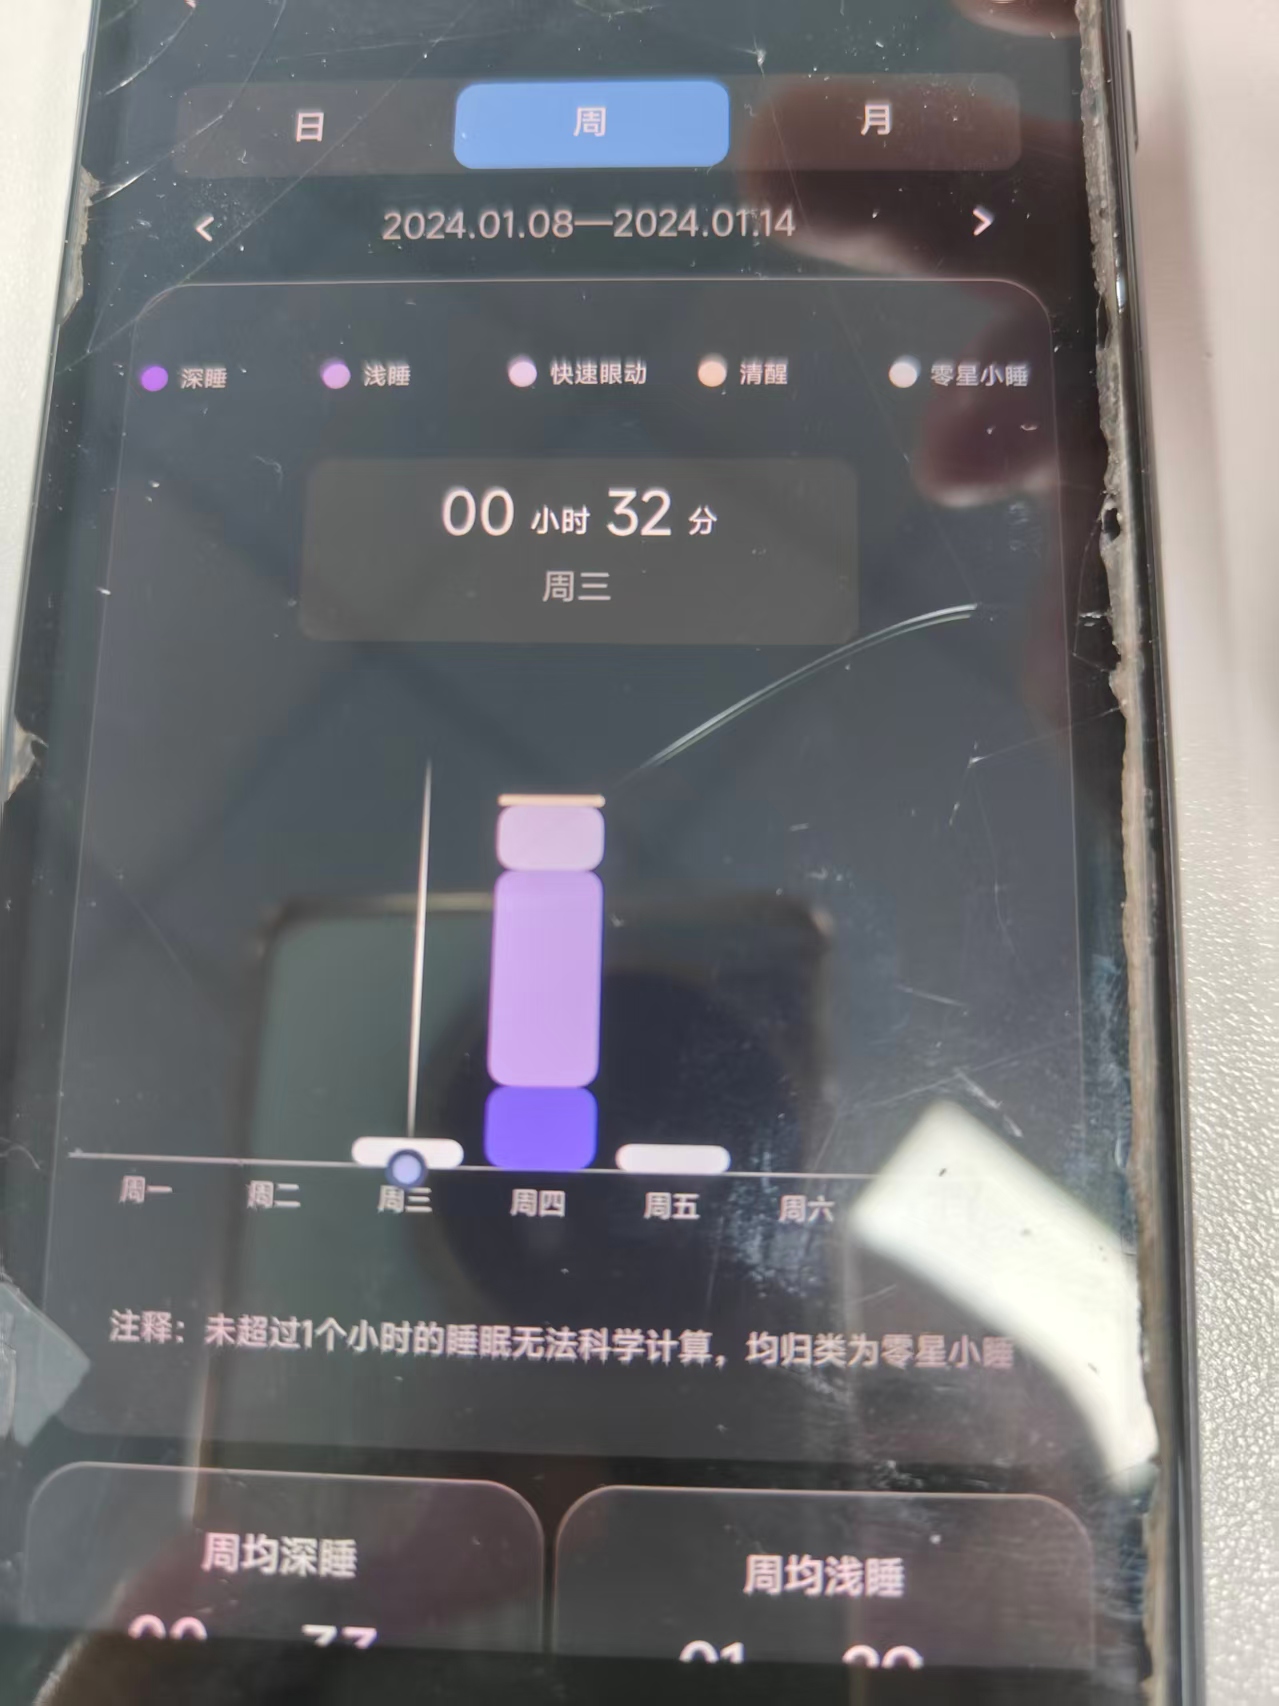 日 周 月
< 2024.01.08—2024.01.14 >
深睡 浅睡 快速眼动 清醒 零星小睡
00 小时 32 分
周三
周一 周二 周三 周四 周五 周六
注释：未超过1个小时的睡眠无法科学计算，均归类为零星小睡
周均深睡 周均浅睡